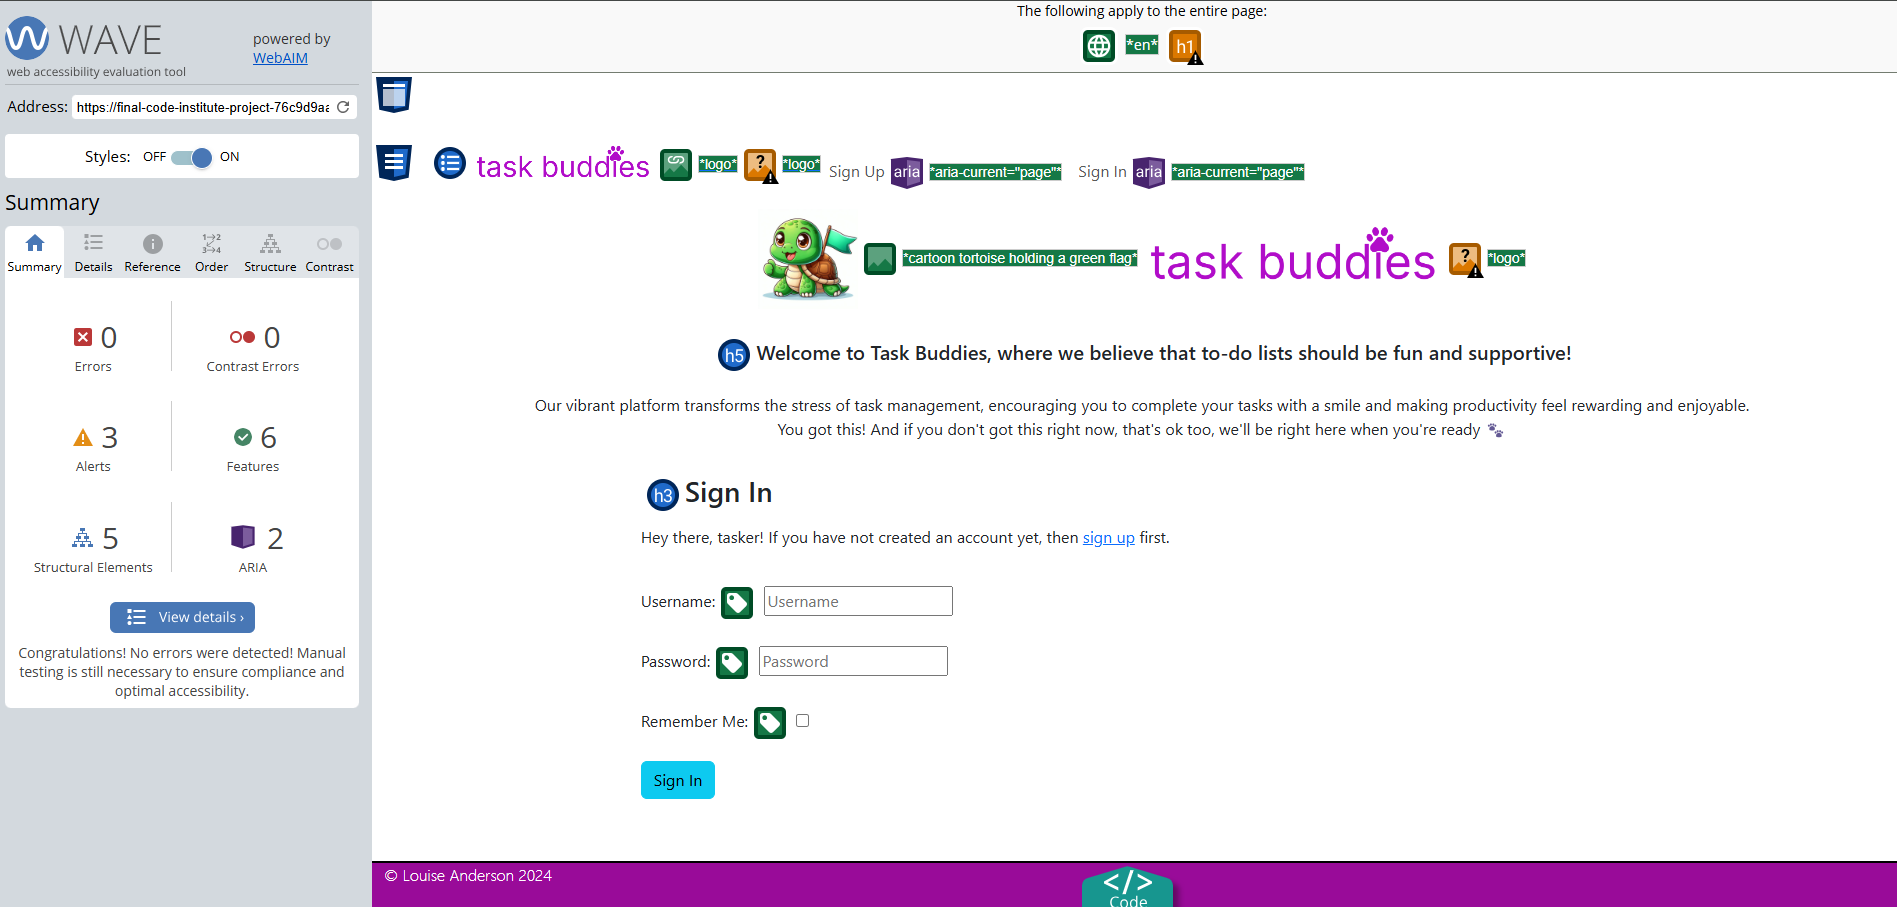 WAVE
web accessibility evaluation tool
powered by
WebAIM
Address: https://final-code-institute-project-76c9d9aa
Styles: OFF ON
Summary
Summary Details Reference Order Structure Contrast
0 Errors
0 Contrast Errors
3 Alerts
6 Features
5 Structural Elements
2 ARIA
View details ›
Congratulations! No errors were detected! Manual
testing is still necessary to ensure compliance and
optimal accessibility.
The following apply to the entire page:
*en* h1
task buddies *logo* ? *logo* Sign Up aria *aria-current="page"* Sign In aria *aria-current="page"*
*cartoon tortoise holding a green flag* task buddies ? *logo*
h5 Welcome to Task Buddies, where we believe that to-do lists should be fun and supportive!
Our vibrant platform transforms the stress of task management, encouraging you to complete your tasks with a smile and making productivity feel rewarding and enjoyable.
You got this! And if you don't got this right now, that's ok too, we'll be right here when you're ready
h3 Sign In
Hey there, tasker! If you have not created an account yet, then sign up first.
Username: Username
Password: Password
Remember Me:
Sign In
© Louise Anderson 2024
</>
Code